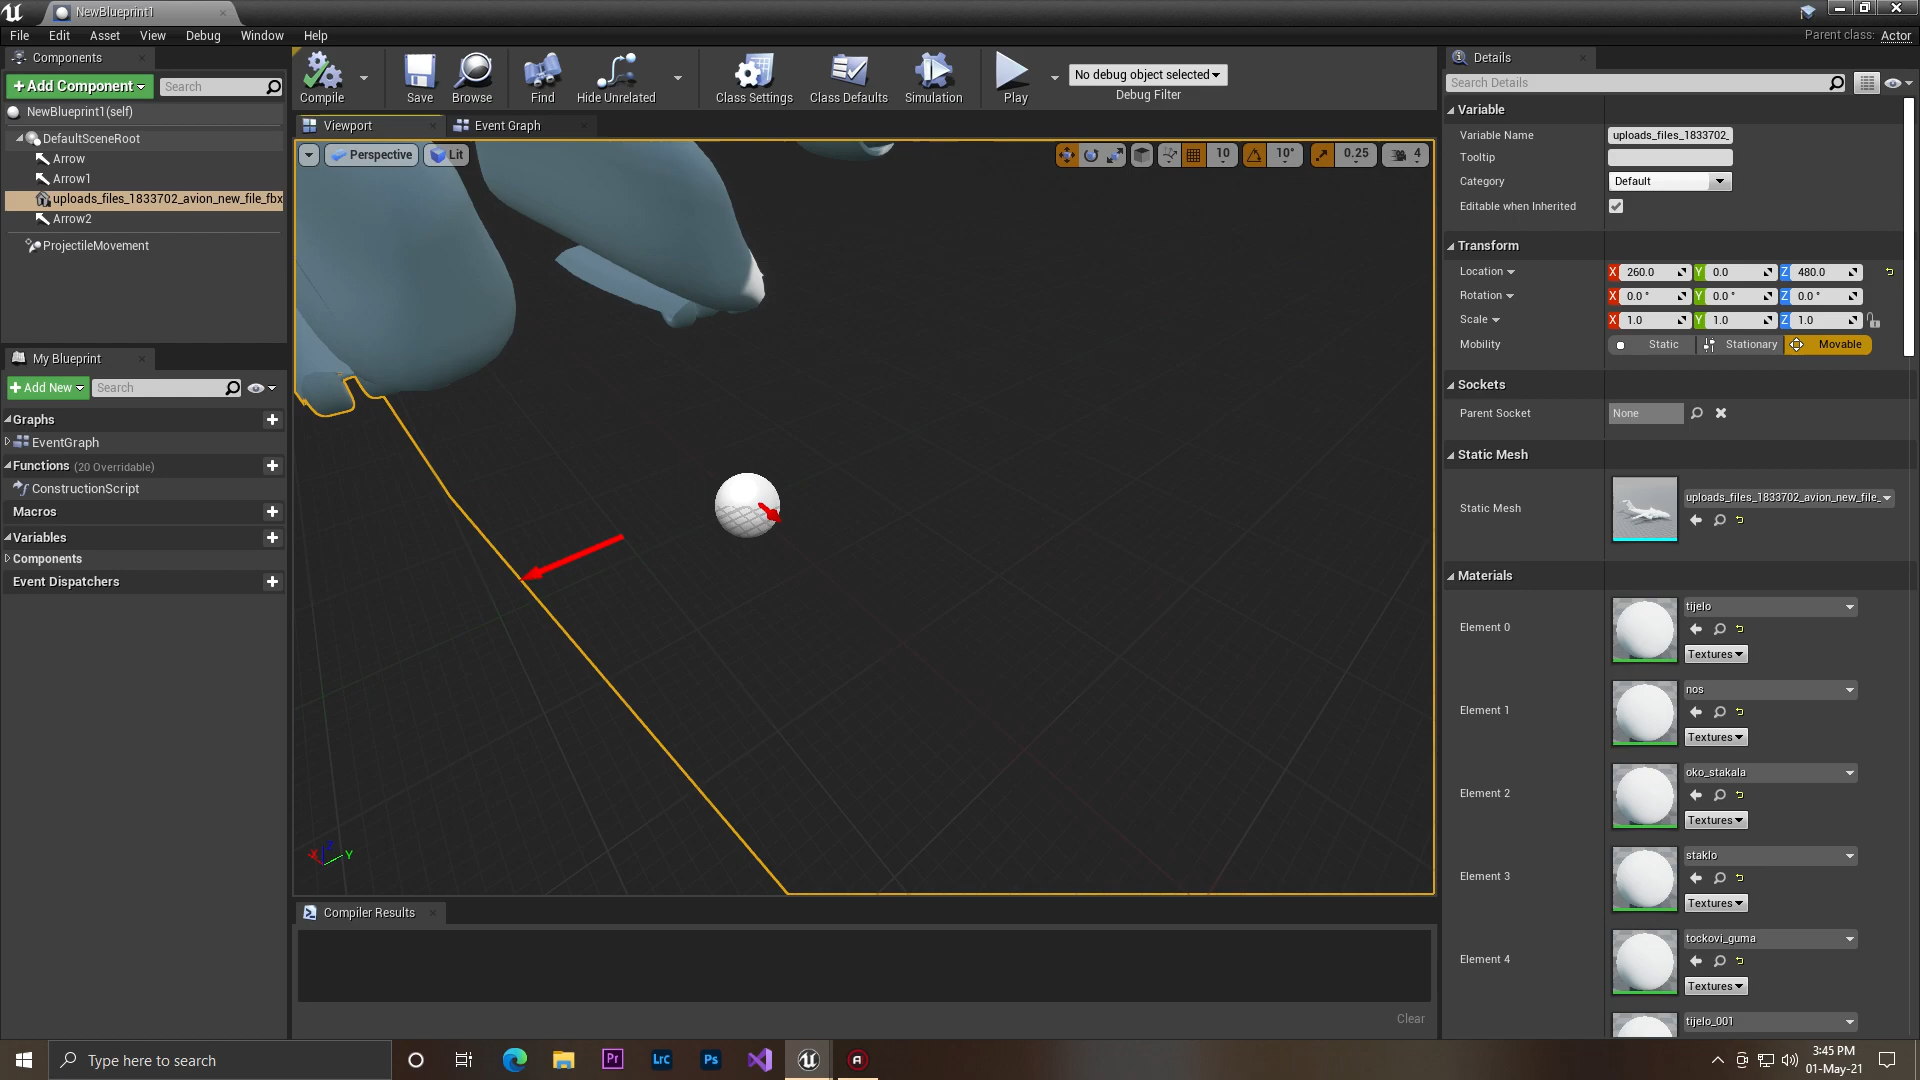 NewBlueprint1
File Edit Asset View Debug Window Help
Parent class: Actor
Components
+Add Component
Search
NewBlueprint1(self)
DefaultSceneRoot
Arrow
Arrow1
uploads_files_1833702_avion_new_file_fbx
Arrow2
ProjectileMovement
My Blueprint
+Add New
Search
Graphs
EventGraph
Functions (20 Overridable)
ConstructionScript
Macros
Variables
Components
Event Dispatchers
Compile
Save
Browse
Find
Hide Unrelated
Class Settings
Class Defaults
Simulation
Play
No debug object selected
Debug Filter
Viewport
Event Graph
Perspective
Lit
10
10°
0.25
4
X
Z
Y
Compiler Results
Clear
Details
Search Details
Variable
Variable Name uploads_files_1833702_
Tooltip
Category Default
Editable when Inherited
Transform
Location X 260.0 Y 0.0 Z 480.0
Rotation X 0.0 ° Y 0.0 ° Z 0.0 °
Scale X 1.0 Y 1.0 Z 1.0
Mobility Static Stationary Movable
Sockets
Parent Socket None
Static Mesh
Static Mesh uploads_files_1833702_avion_new_file_
Materials
Element 0 tijelo
Textures
Element 1 nos
Textures
Element 2 oko_stakala
Textures
Element 3 staklo
Textures
Element 4 tockovi_guma
Textures
tijelo_001
Type here to search
Pr
Lrc
Ps
3:45 PM
01-May-21